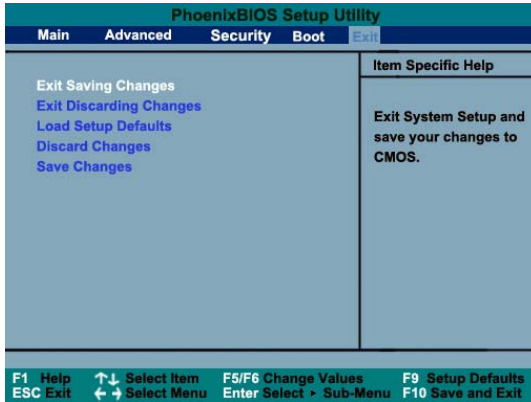 PhoenixBIOS Setup Utility
Main Advanced Security Boot Exit
Item Specific Help
Exit Saving Changes
Exit Discarding Changes
Load Setup Defaults
Discard Changes
Save Changes
Exit System Setup and
save your changes to
CMOS.
F1 Help ↑↓ Select Item F5/F6 Change Values F9 Setup Defaults
ESC Exit ← → Select Menu Enter Select ▸ Sub-Menu F10 Save and Exit